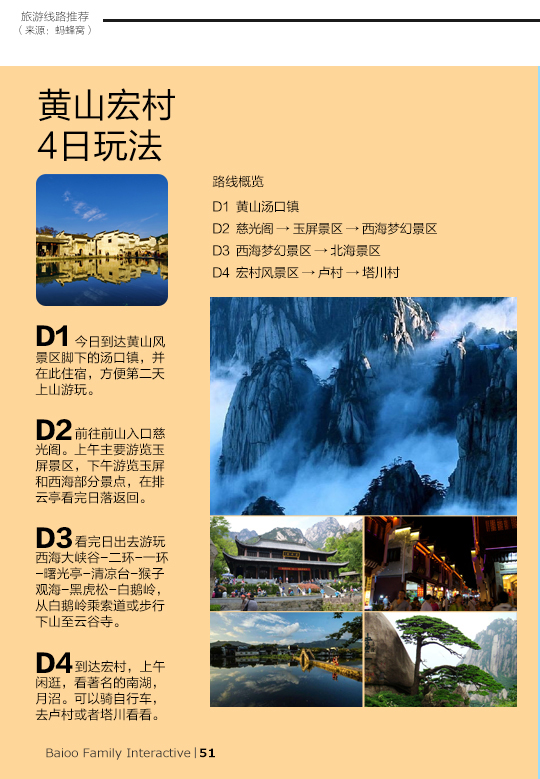 旅游线路推荐
（来源：蚂蜂窝）
黄山宏村
4日玩法
路线概览
D1 黄山汤口镇
D2 慈光阁→玉屏景区→西海梦幻景区
D3 西海梦幻景区→北海景区
D4 宏村风景区→卢村→塔川村
D1 今日到达黄山风
景区脚下的汤口镇，并
在此住宿，方便第二天
上山游玩。
D2 前往前山入口慈
光阁。上午主要游览玉
屏景区，下午游览玉屏
和西海部分景点，在排
云亭看完日落返回。
D3 看完日出去游玩
西海大峡谷-二环-一环
-曙光亭-清凉台-猴子
观海-黑虎松-白鹅岭，
从白鹅岭乘索道或步行
下山至云谷寺。
D4 到达宏村，上午
闲逛，看著名的南湖，
月沼。可以骑自行车，
去卢村或者塔川看看。
Baioo Family Interactive | 51